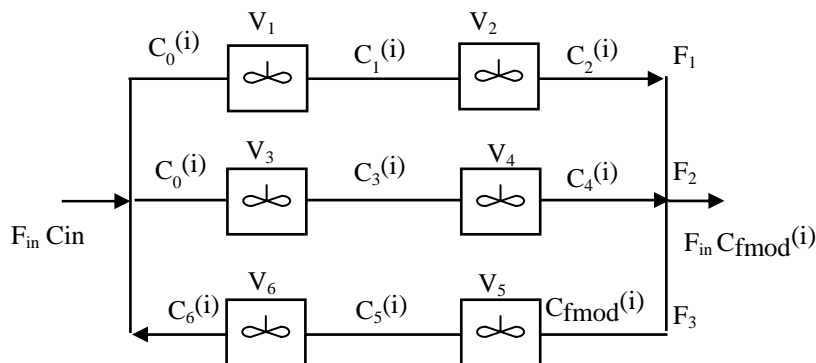 V₁ V₂
C₀(i) C₁(i) C₂(i) F₁
V₃ V₄
C₀(i) C₃(i) C₄(i) F₂
Fᵢₙ Cin Fᵢₙ Cfmod(i)
V₆ V₅
C₆(i) C₅(i) Cfmod(i) F₃